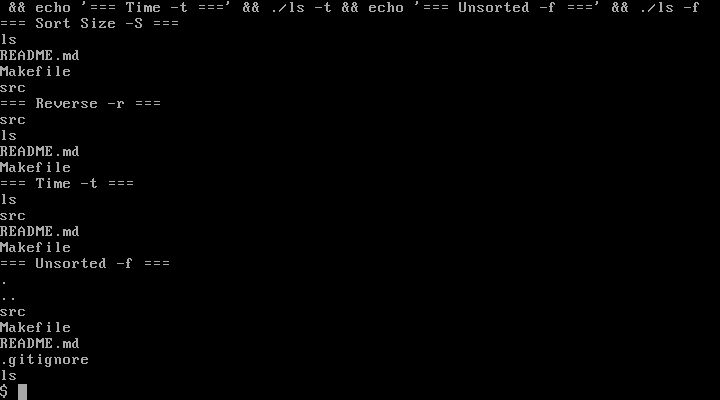 && echo '=== Time -t ===' && ./ls -t && echo '=== Unsorted -f ===' && ./ls -f
=== Sort Size -S ===
ls
README.md
Makefile
src
=== Reverse -r ===
src
ls
README.md
Makefile
=== Time -t ===
ls
src
README.md
Makefile
=== Unsorted -f ===
.
..
src
Makefile
README.md
.gitignore
ls
$